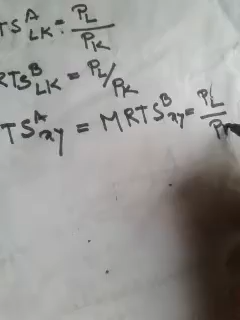 TS^A_LK = P_L/P_K
RTS^B_LK = P_L/P_K
TS^A_xy = MRTS^B_xy = P_L/P